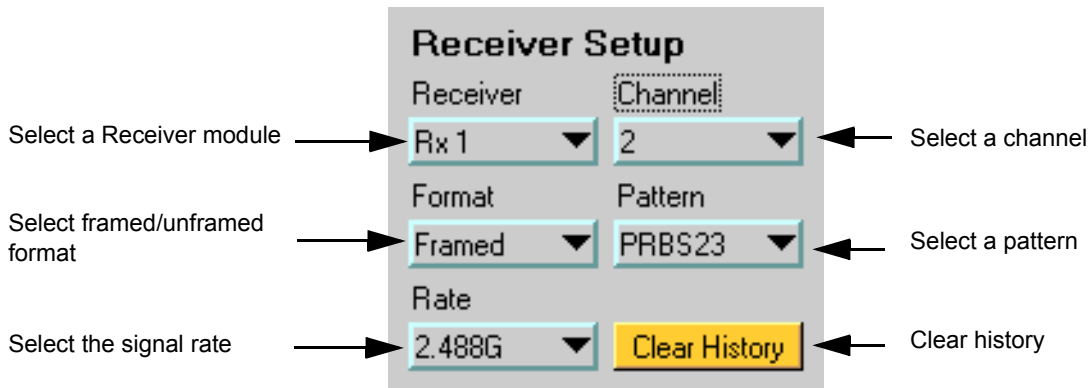 Receiver Setup
Receiver
Channel
Select a Receiver module
Rx 1
2
Select a channel
Format
Pattern
Select framed/unframed
format
Framed
PRBS23
Select a pattern
Rate
Select the signal rate
2.488G
Clear History
Clear history